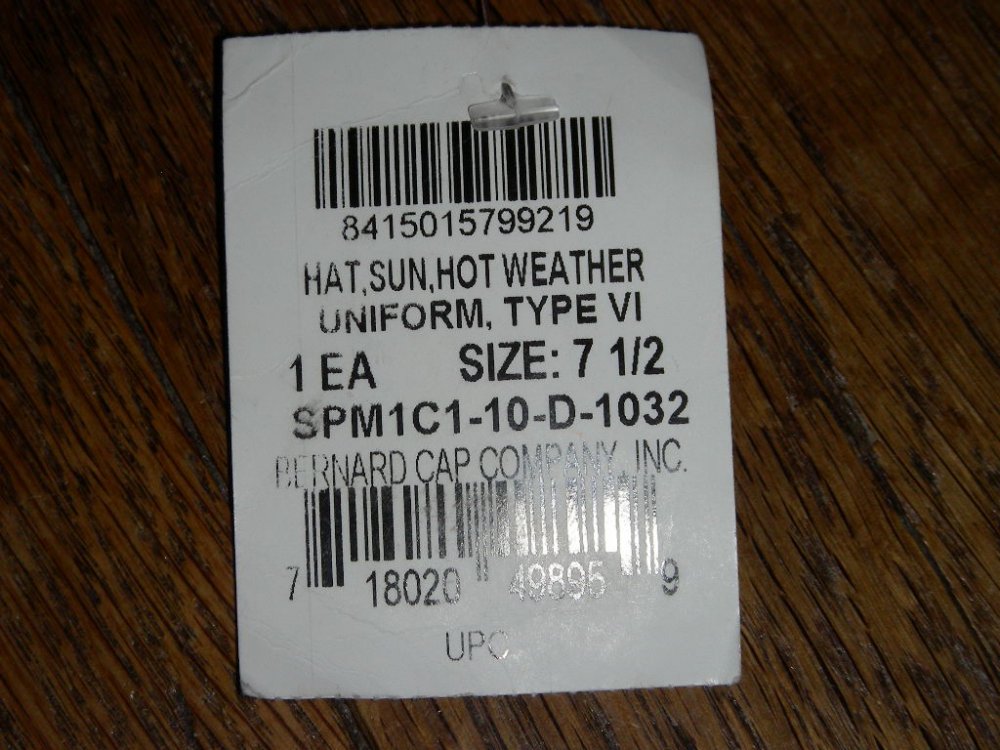 8415015799219
HAT,SUN,HOT WEATHER
UNIFORM, TYPE VI
1 EA SIZE: 7 1/2
SPM1C1-10-D-1032
BERNARD CAP COMPANY, INC.
7 18020 49895 9
UPC